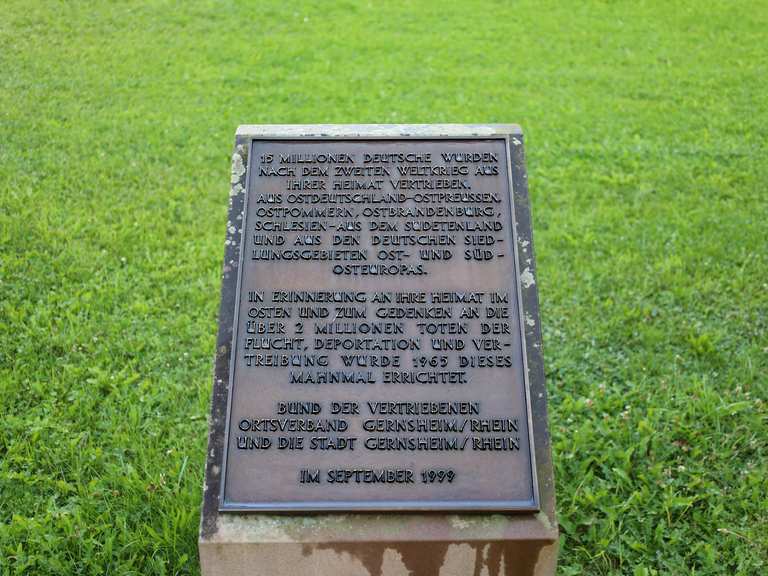 15 MILLIONEN DEUTSCHE WURDEN
NACH DEM ZWEITEN WELTKRIEG AUS
IHRER HEIMAT VERTRIEBEN.
AUS OSTDEUTSCHLAND-OSTPREUSSEN,
OSTPOMMERN, OSTBRANDENBURG,
SCHLESIEN-AUS DEM SUDETENLAND
UND AUS DEN DEUTSCHEN SIED-
LUNGSGEBIETEN OST- UND SÜD-
OSTEUROPAS.
IN ERINNERUNG AN IHRE HEIMAT IM
OSTEN UND ZUM GEDENKEN AN DIE
ÜBER 2 MILLIONEN TOTEN DER
FLUCHT, DEPORTATION UND VER-
TREIBUNG WURDE 1965 DIESES
MAHNMAL ERRICHTET.
BUND DER VERTRIEBENEN
ORTSVERBAND GERNSHEIM/RHEIN
UND DIE STADT GERNSHEIM/RHEIN
IM SEPTEMBER 1999